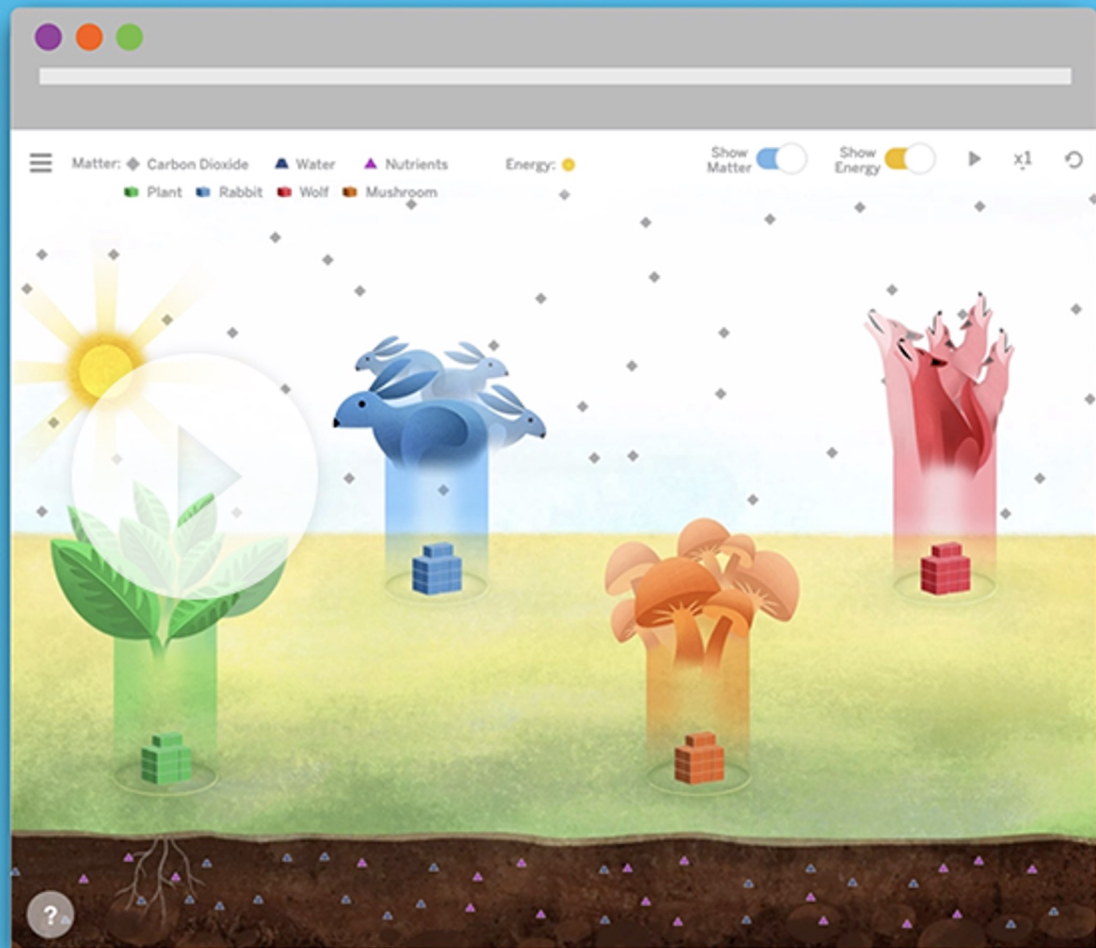 Matter: Carbon Dioxide Water Nutrients Energy: Show Matter Show Energy x1
Plant Rabbit Wolf Mushroom
?